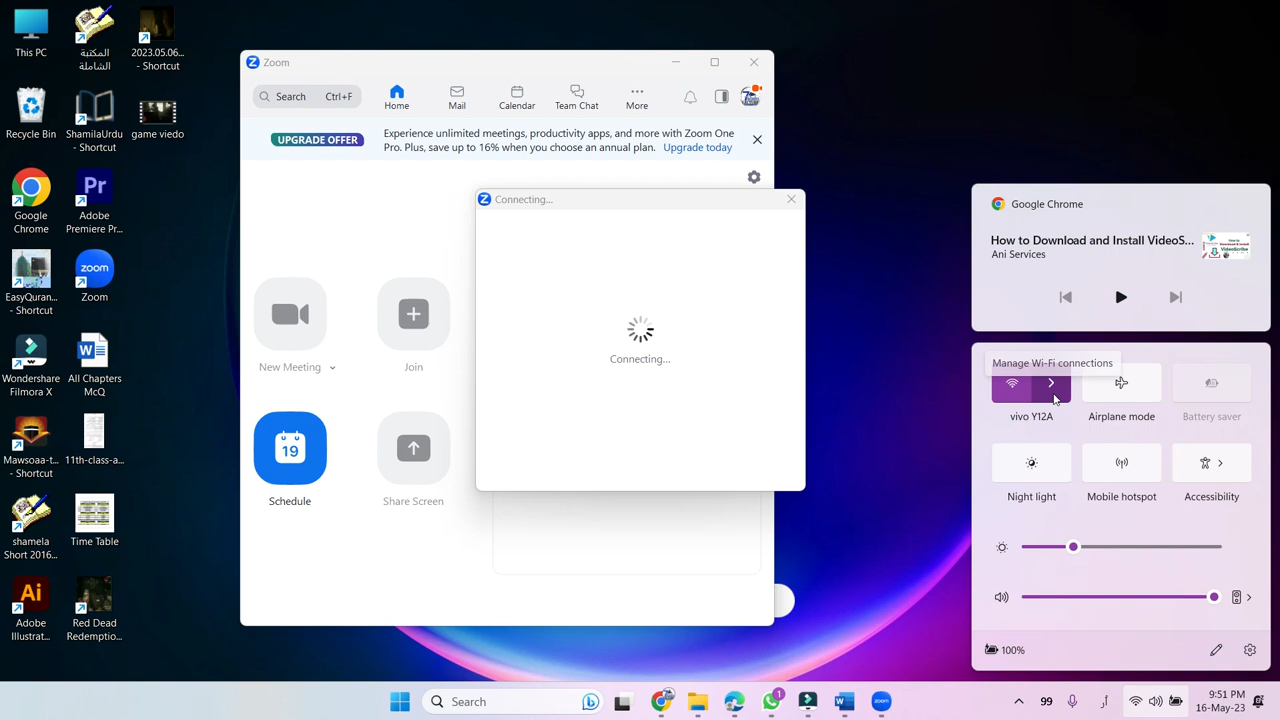 This PC
المكتبة
الشاملة
2023.05.06...
- Shortcut
Recycle Bin
ShamilaUrdu
- Shortcut
game viedo
Google
Chrome
Pr
Adobe
Premiere Pr...
EasyQuran...
- Shortcut
zoom
Zoom
Wondershare
Filmora X
All Chapters
McQ
Mawsoaa-t...
- Shortcut
11th-class-a...
shamela
Short 2016...
Time Table
Ai
Adobe
Illustrat...
Red Dead
Redemptio...
Zoom
Search
Ctrl+F
Home
Mail
Calendar
Team Chat
More
UPGRADE OFFER
Experience unlimited meetings, productivity apps, and more with Zoom One
Pro. Plus, save up to 16% when you choose an annual plan. Upgrade today
New Meeting
Join
19
Schedule
Share Screen
Connecting...
Connecting...
Google Chrome
How to Download and Install VideoS...
Ani Services
Manage Wi-Fi connections
vivo Y12A
Airplane mode
Battery saver
Night light
Mobile hotspot
Accessibility
100%
Search
1
zoom
99
9:51 PM
16-May-23